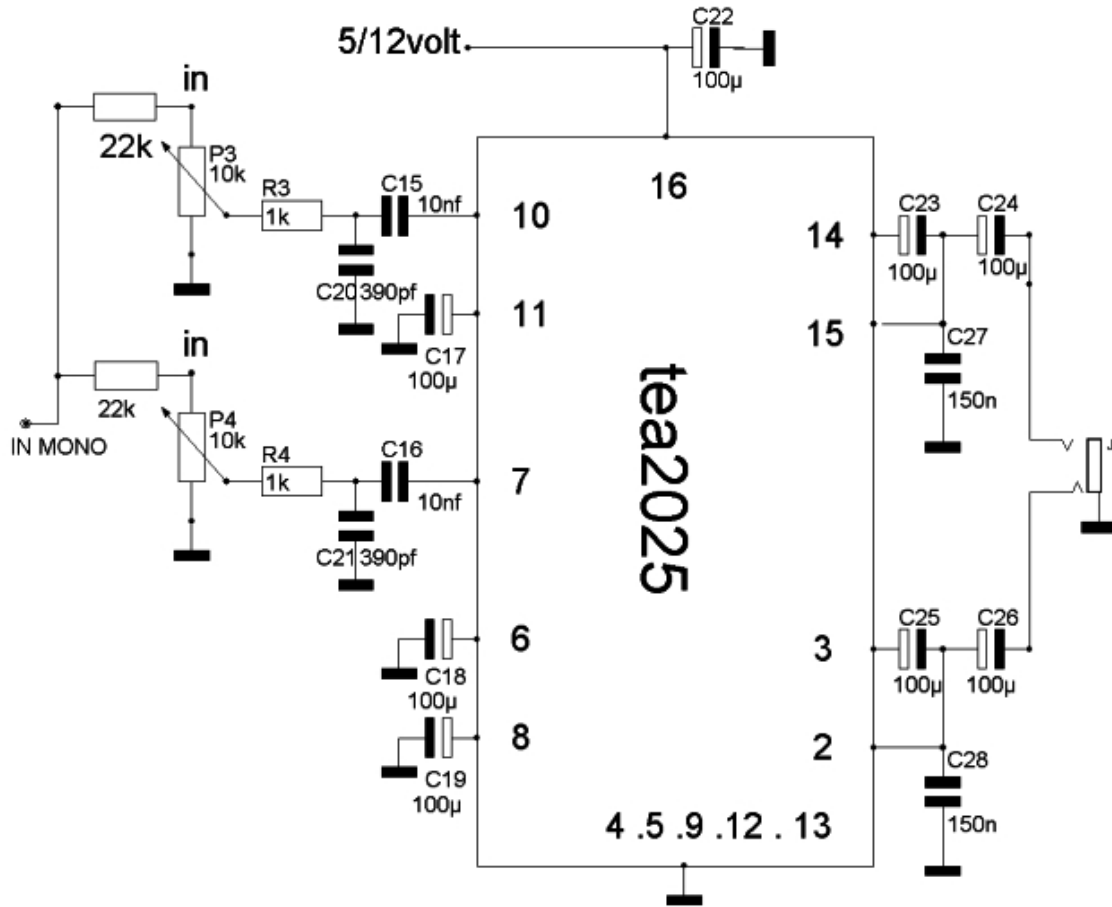 C22
5/12volt
100µ
in
22k
P3
10k
R3
1k
C15
10nf
10
16
C23
C24
14
100µ
100µ
C20 390pf
11
C17
100µ
15
C27
150n
in
22k
P4
10k
IN MONO
R4
1k
C16
10nf
7
tea2025
J
C21 390pf
6
C18
100µ
3
C25
C26
100µ
100µ
8
C19
100µ
2
C28
150n
4 .5 .9 .12 . 13